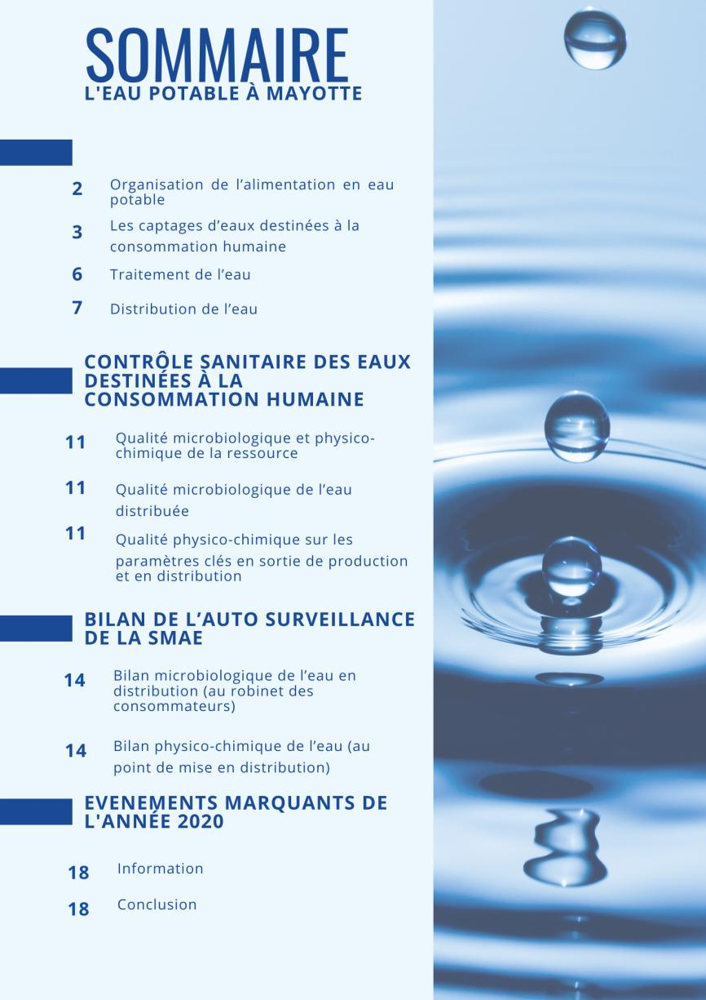 SOMMAIRE
L'EAU POTABLE À MAYOTTE
2 Organisation de l’alimentation en eau
potable
3 Les captages d’eaux destinées à la
consommation humaine
6 Traitement de l’eau
7 Distribution de l’eau
CONTRÔLE SANITAIRE DES EAUX
DESTINÉES À LA
CONSOMMATION HUMAINE
11 Qualité microbiologique et physico-
chimique de la ressource
11 Qualité microbiologique de l’eau
distribuée
11 Qualité physico-chimique sur les
paramètres clés en sortie de production
et en distribution
BILAN DE L’AUTO SURVEILLANCE
DE LA SMAE
14 Bilan microbiologique de l’eau en
distribution (au robinet des
consommateurs)
14 Bilan physico-chimique de l’eau (au
point de mise en distribution)
EVENEMENTS MARQUANTS DE
L'ANNÉE 2020
18 Information
18 Conclusion